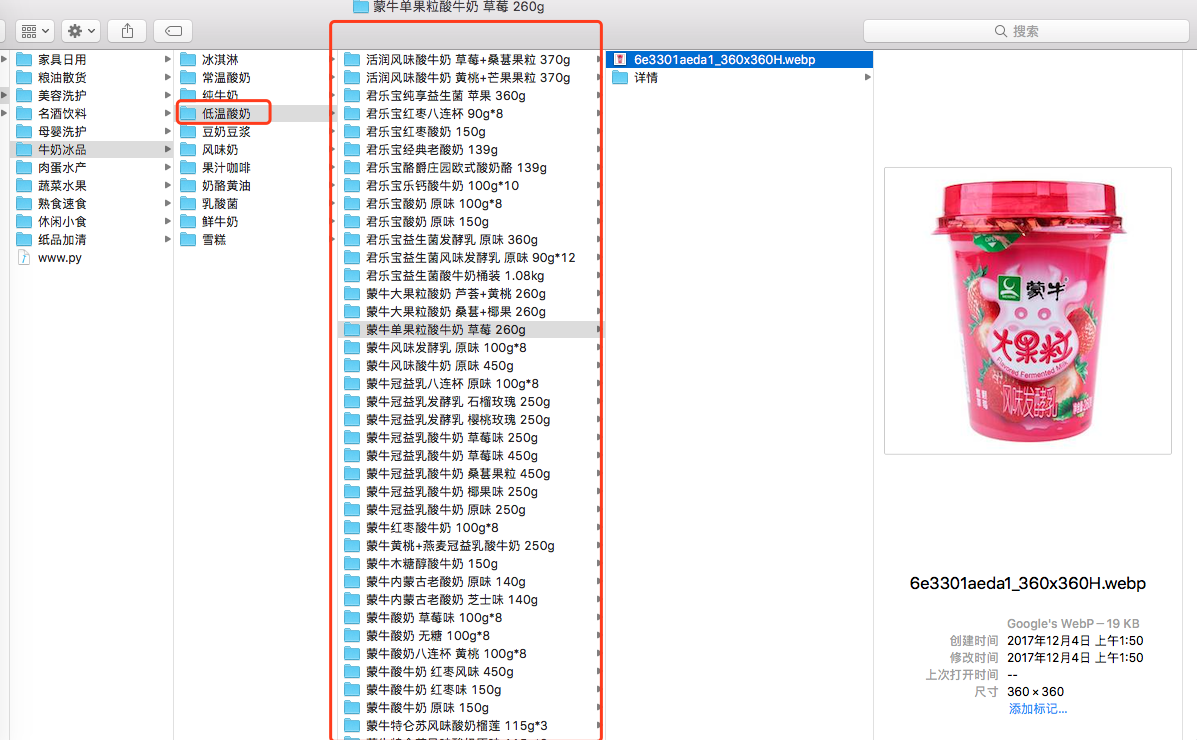 蒙牛单果粒酸牛奶 草莓 260g
搜索
家具日用
粮油散货
美容洗护
名酒饮料
母婴洗护
牛奶冰品
肉蛋水产
蔬菜水果
熟食速食
休闲小食
纸品加清
www.py
冰淇淋
常温酸奶
纯牛奶
低温酸奶
豆奶豆浆
风味奶
果汁咖啡
奶酪黄油
乳酸菌
鲜牛奶
雪糕
活润风味酸牛奶 草莓+桑葚果粒 370g
活润风味酸牛奶 黄桃+芒果果粒 370g
君乐宝纯享益生菌 苹果 360g
君乐宝红枣八连杯 90g*8
君乐宝红枣酸牛奶 150g
君乐宝经典老酸奶 139g
君乐宝酪爵庄园欧式酸奶酪 139g
君乐宝乐钙酸牛奶 100g*10
君乐宝酸奶 原味 100g*8
君乐宝酸奶 原味 150g
君乐宝益生菌发酵乳 原味 360g
君乐宝益生菌风味发酵乳 原味 90g*12
君乐宝益生菌酸牛奶桶装 1.08kg
蒙牛大果粒酸奶 芦荟+黄桃 260g
蒙牛大果粒酸奶 桑葚+椰果 260g
蒙牛单果粒酸牛奶 草莓 260g
蒙牛风味发酵乳 原味 100g*8
蒙牛风味酸牛奶 原味 450g
蒙牛冠益乳八连杯 原味 100g*8
蒙牛冠益乳发酵乳 石榴玫瑰 250g
蒙牛冠益乳发酵乳 樱桃玫瑰 250g
蒙牛冠益乳酸牛奶 草莓味 250g
蒙牛冠益乳酸牛奶 草莓味 450g
蒙牛冠益乳酸牛奶 桑葚果粒 450g
蒙牛冠益乳酸牛奶 椰果味 250g
蒙牛冠益乳酸牛奶 原味 250g
蒙牛红枣酸牛奶 100g*8
蒙牛黄桃+燕麦冠益乳酸牛奶 250g
蒙牛木糖醇酸牛奶 150g
蒙牛内蒙古老酸奶 原味 140g
蒙牛内蒙古老酸奶 芝士味 140g
蒙牛酸奶 草莓味 100g*8
蒙牛酸奶 无糖 100g*8
蒙牛酸奶八连杯 黄桃 100g*8
蒙牛酸牛奶 红枣风味 450g
蒙牛酸牛奶 红枣味 150g
蒙牛酸牛奶 原味 150g
蒙牛特仑苏风味酸奶榴莲 115g*3
6e3301aeda1_360x360H.webp
详情
OPEN
蒙牛
大果粒
Flavored Fermented Milk
风味发酵乳
6e3301aeda1_360x360H.webp
Google's WebP – 19 KB
创建时间 2017年12月4日 上午1:50
修改时间 2017年12月4日 上午1:50
上次打开时间 --
尺寸 360 × 360
添加标记...